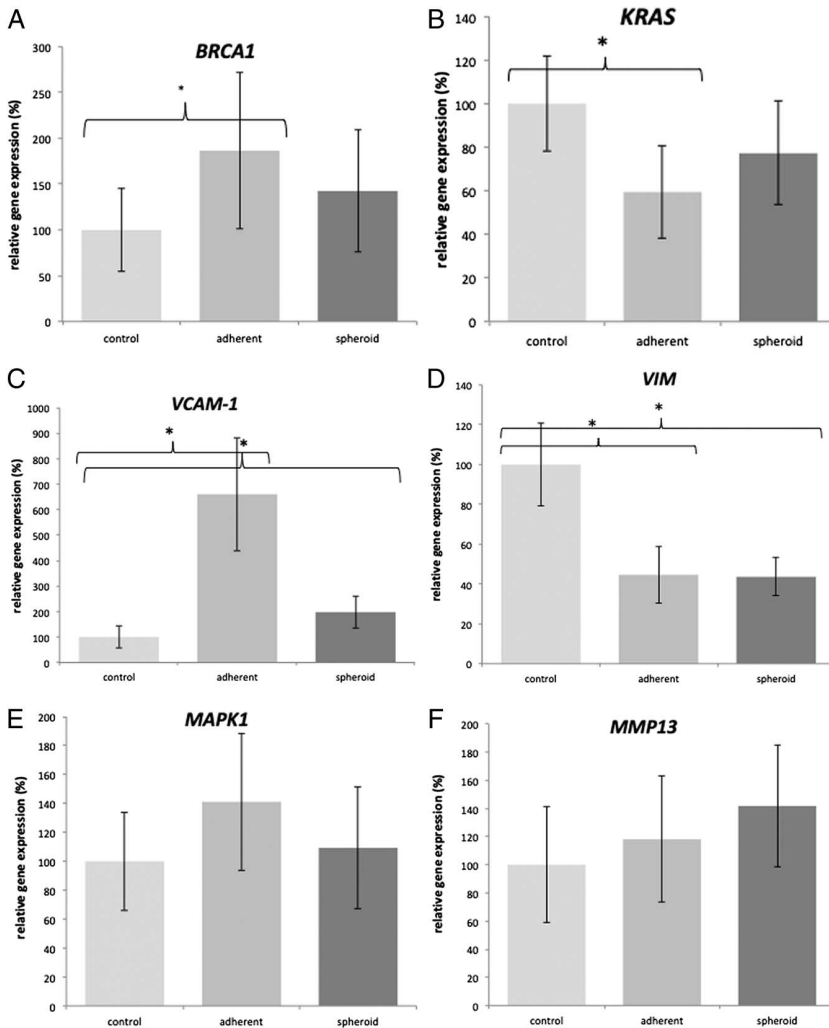 A
BRCA1
*
relative gene expression (%)
300
250
200
150
100
50
0
control adherent spheroid
B
KRAS
*
relative gene expression (%)
140
120
100
80
60
40
20
0
control adherent spheroid
C
VCAM-1
* *
relative gene expression (%)
1000
900
800
700
600
500
400
300
200
100
0
control adherent spheroid
D
VIM
* *
relative gene expression (%)
140
120
100
80
60
40
20
0
control adherent spheroid
E
MAPK1
relative gene expression (%)
200
180
160
140
120
100
80
60
40
20
0
control adherent spheroid
F
MMP13
relative gene expression (%)
200
180
160
140
120
100
80
60
40
20
0
control adherent spheroid